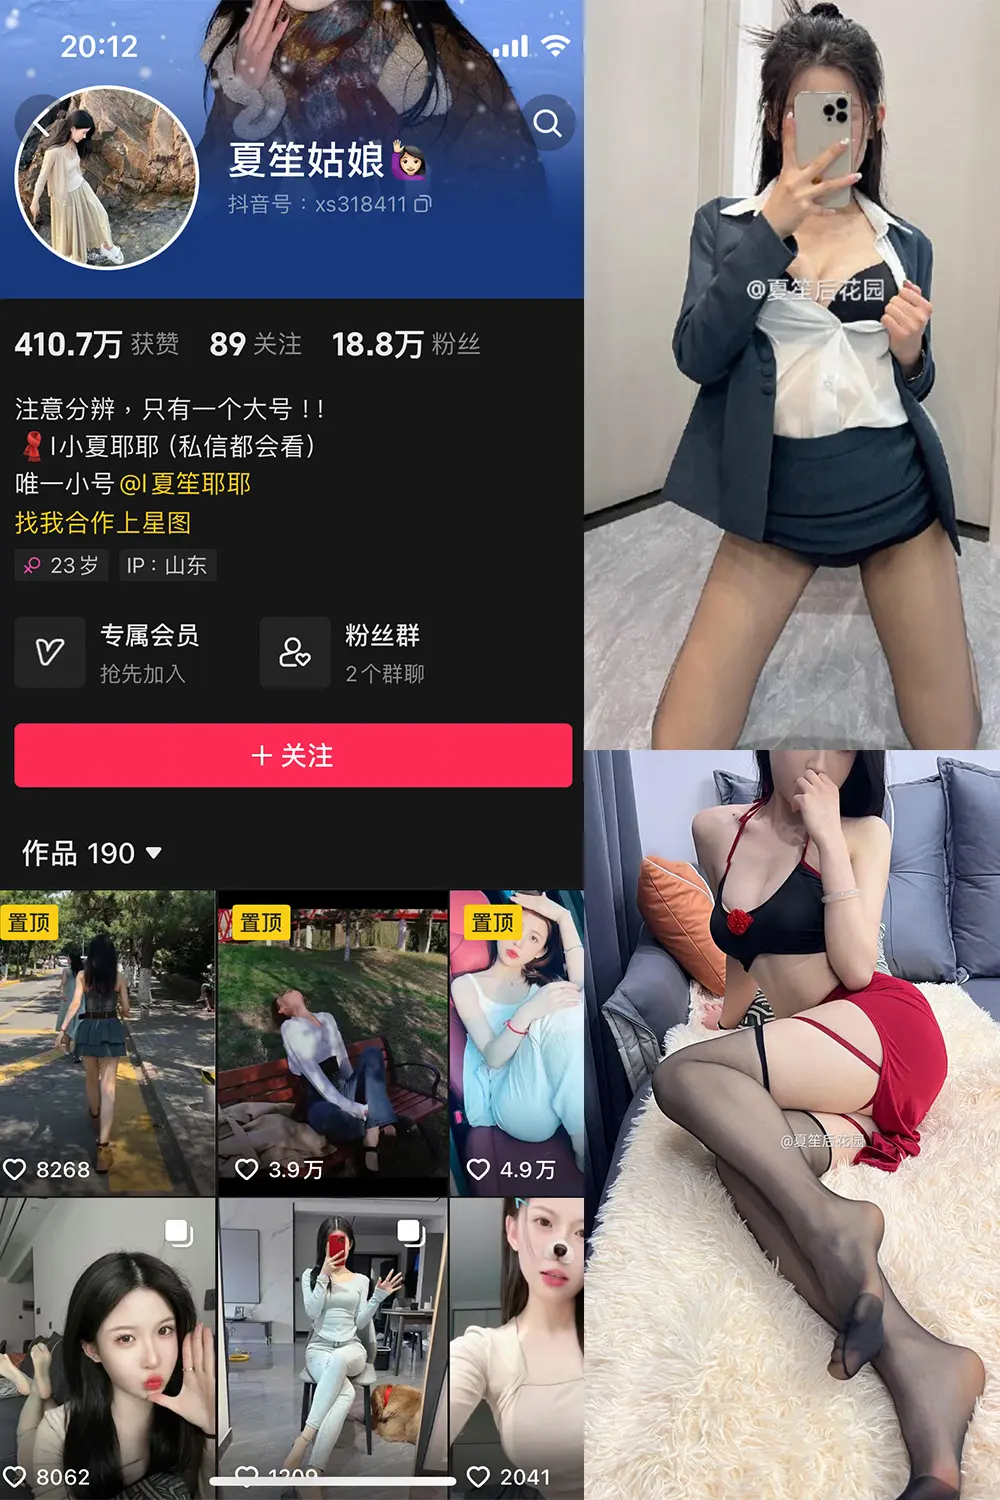 20:12
夏笙姑娘
抖音号：xs318411
410.7万 获赞 89 关注 18.8万 粉丝
注意分辨，只有一个大号！！
l小夏耶耶（私信都会看）
唯一小号 @l夏笙耶耶
找我合作上星图
23岁 IP：山东
专属会员 粉丝群
抢先加入 2个群聊
+ 关注
作品 190
置顶 置顶 置顶
8268 3.9万 4.9万
8062 1209 2041
@夏笙后花园
@夏笙后花园